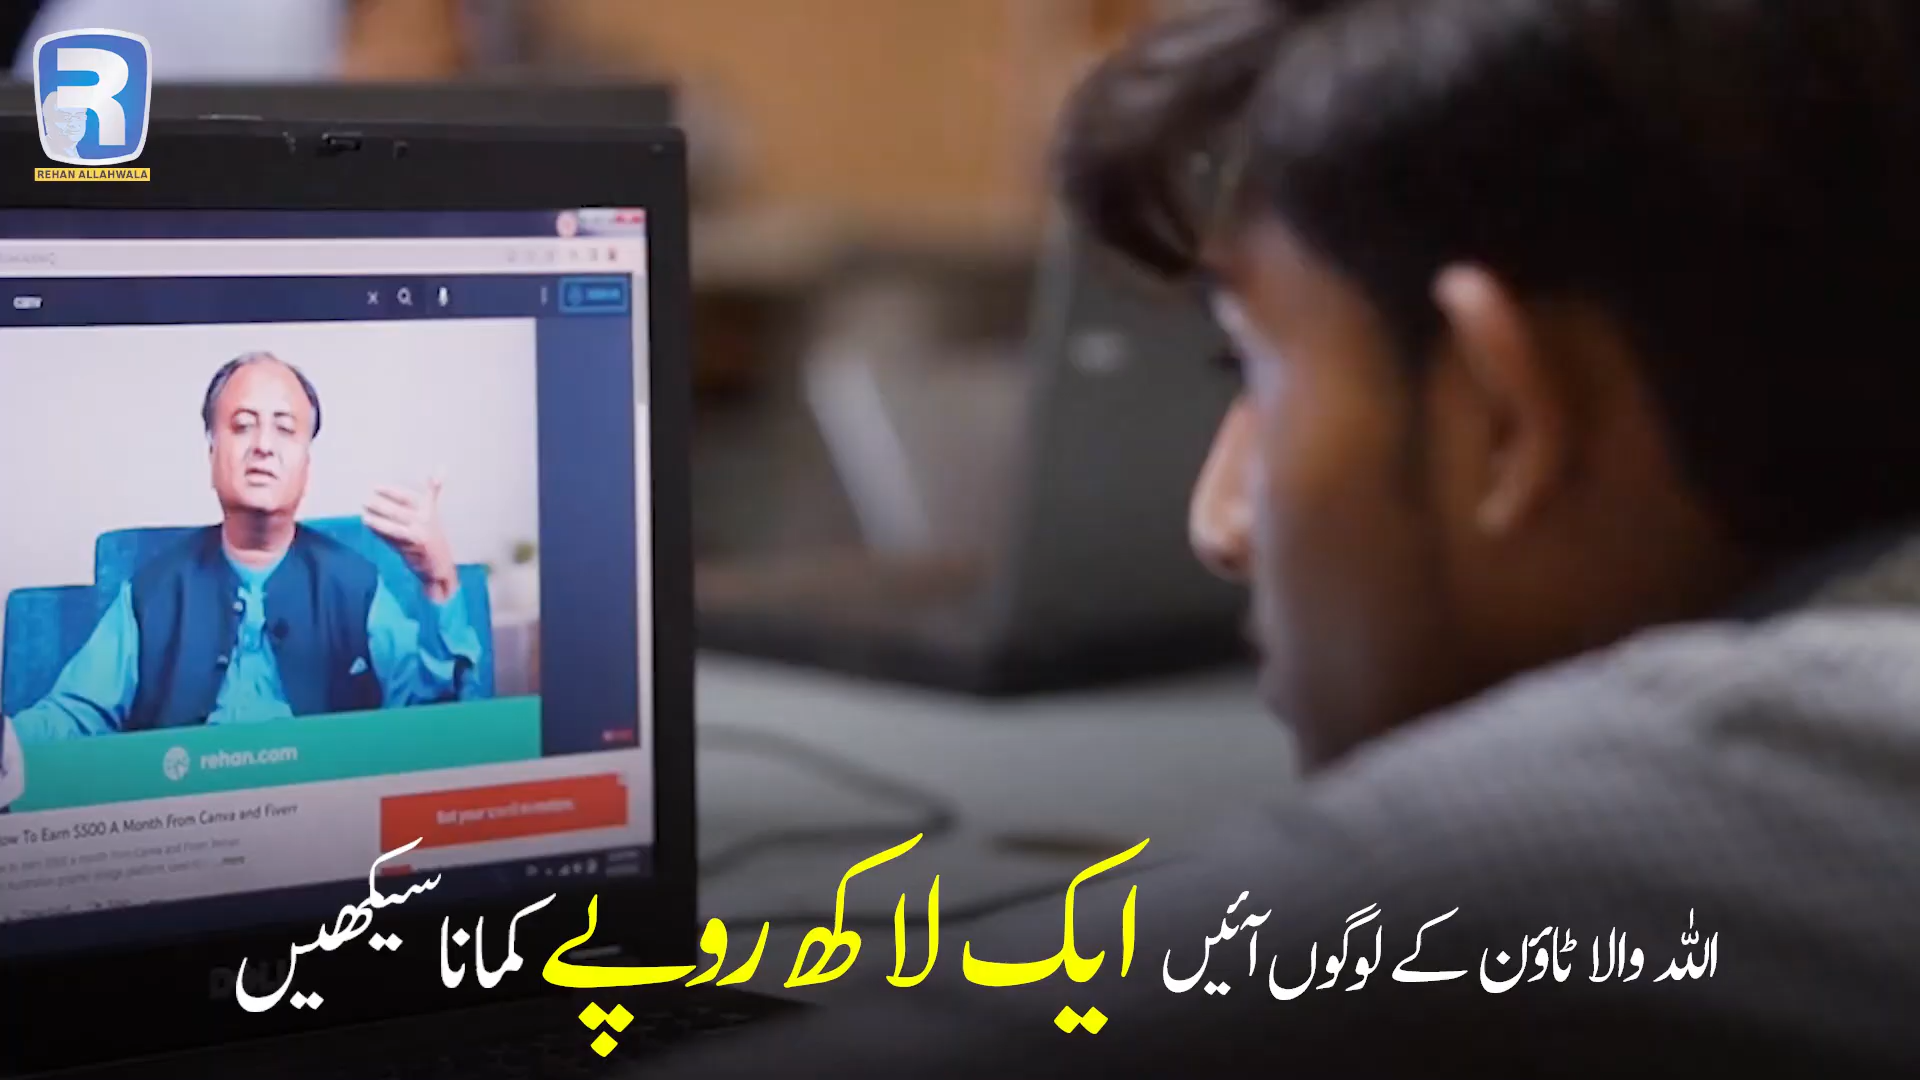 REHAN ALLAHWALA
canv
rehan.com
How To Earn $500 A Month From Canva and Fiverr
اللہ والا ٹاؤن کے لوگوں آئیں ایک لاکھ روپے کمانا سیکھیں